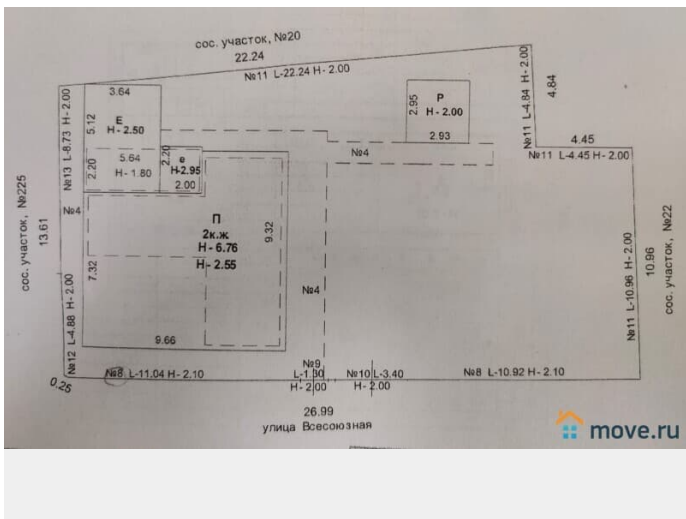 сос. участок, №20
22.24
№11 L-22.24 Н- 2.00
3.64
Е
Н - 2.50
5.12
2.20
5.64
Н - 1.80
2.20
е
Н-2.95
2.00
Р
Н - 2.00
2.95
2.93
№11 L-4.84 Н- 2.00
4.84
4.45
№11 L-4.45 Н- 2.00
№4
сос. участок, №225
13.61
№13 L-8.73 Н- 2.00
№4
№12 L-4.88 Н- 2.00
7.32
П
2к.ж
Н - 6.76
Н - 2.55
9.32
9.66
№4
№11 L-10.96 Н- 2.00
10.96
сос. участок, №22
0.25
№8 L-11.04 Н- 2.10
№9
L-1.30
Н- 2.00
№10 L-3.40
Н- 2.00
№8 L-10.92 Н- 2.10
26.99
улица Всесоюзная
move.ru